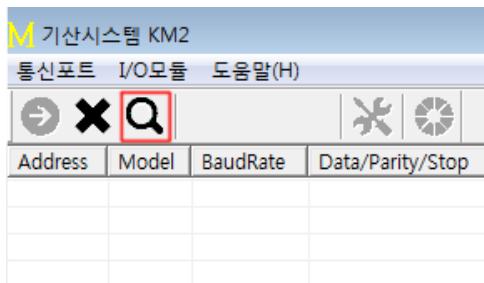 M 기산시스템 KM2
통신포트 I/O모듈 도움말(H)
Address Model BaudRate Data/Parity/Stop